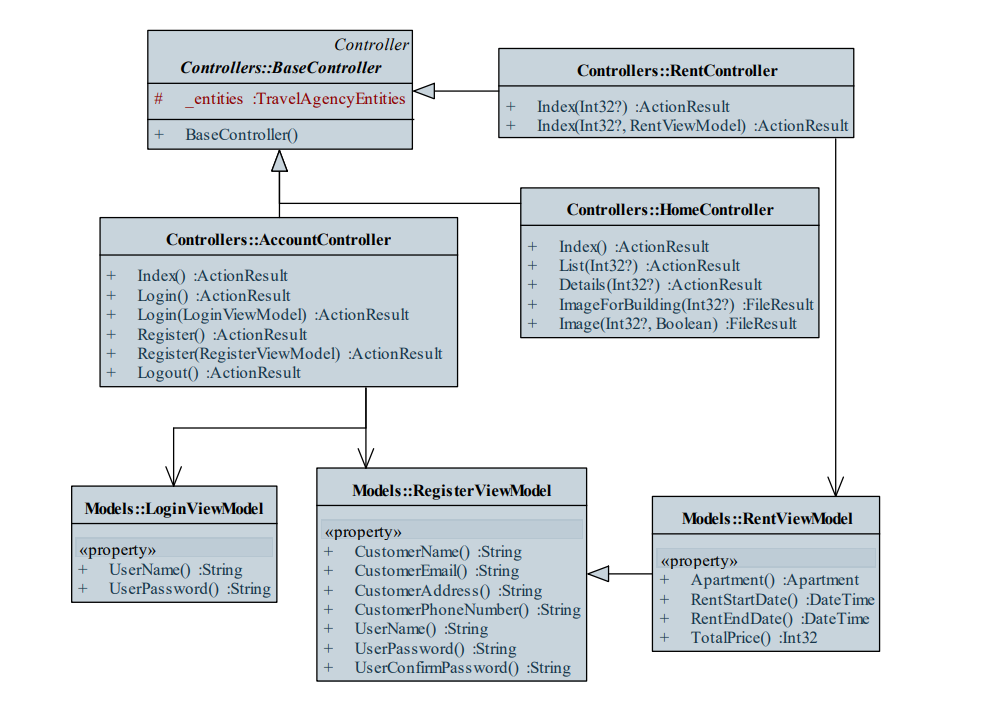 Controller
Controllers::BaseController
# _entities :TravelAgencyEntities
+ BaseController()
Controllers::RentController
+ Index(Int32?) :ActionResult
+ Index(Int32?, RentViewModel) :ActionResult
Controllers::HomeController
+ Index() :ActionResult
+ List(Int32?) :ActionResult
+ Details(Int32?) :ActionResult
+ ImageForBuilding(Int32?) :FileResult
+ Image(Int32?, Boolean) :FileResult
Controllers::AccountController
+ Index() :ActionResult
+ Login() :ActionResult
+ Login(LoginViewModel) :ActionResult
+ Register() :ActionResult
+ Register(RegisterViewModel) :ActionResult
+ Logout() :ActionResult
Models::LoginViewModel
«property»
+ UserName() :String
+ UserPassword() :String
Models::RegisterViewModel
«property»
+ CustomerName() :String
+ CustomerEmail() :String
+ CustomerAddress() :String
+ CustomerPhoneNumber() :String
+ UserName() :String
+ UserPassword() :String
+ UserConfirmPassword() :String
Models::RentViewModel
«property»
+ Apartment() :Apartment
+ RentStartDate() :DateTime
+ RentEndDate() :DateTime
+ TotalPrice() :Int32